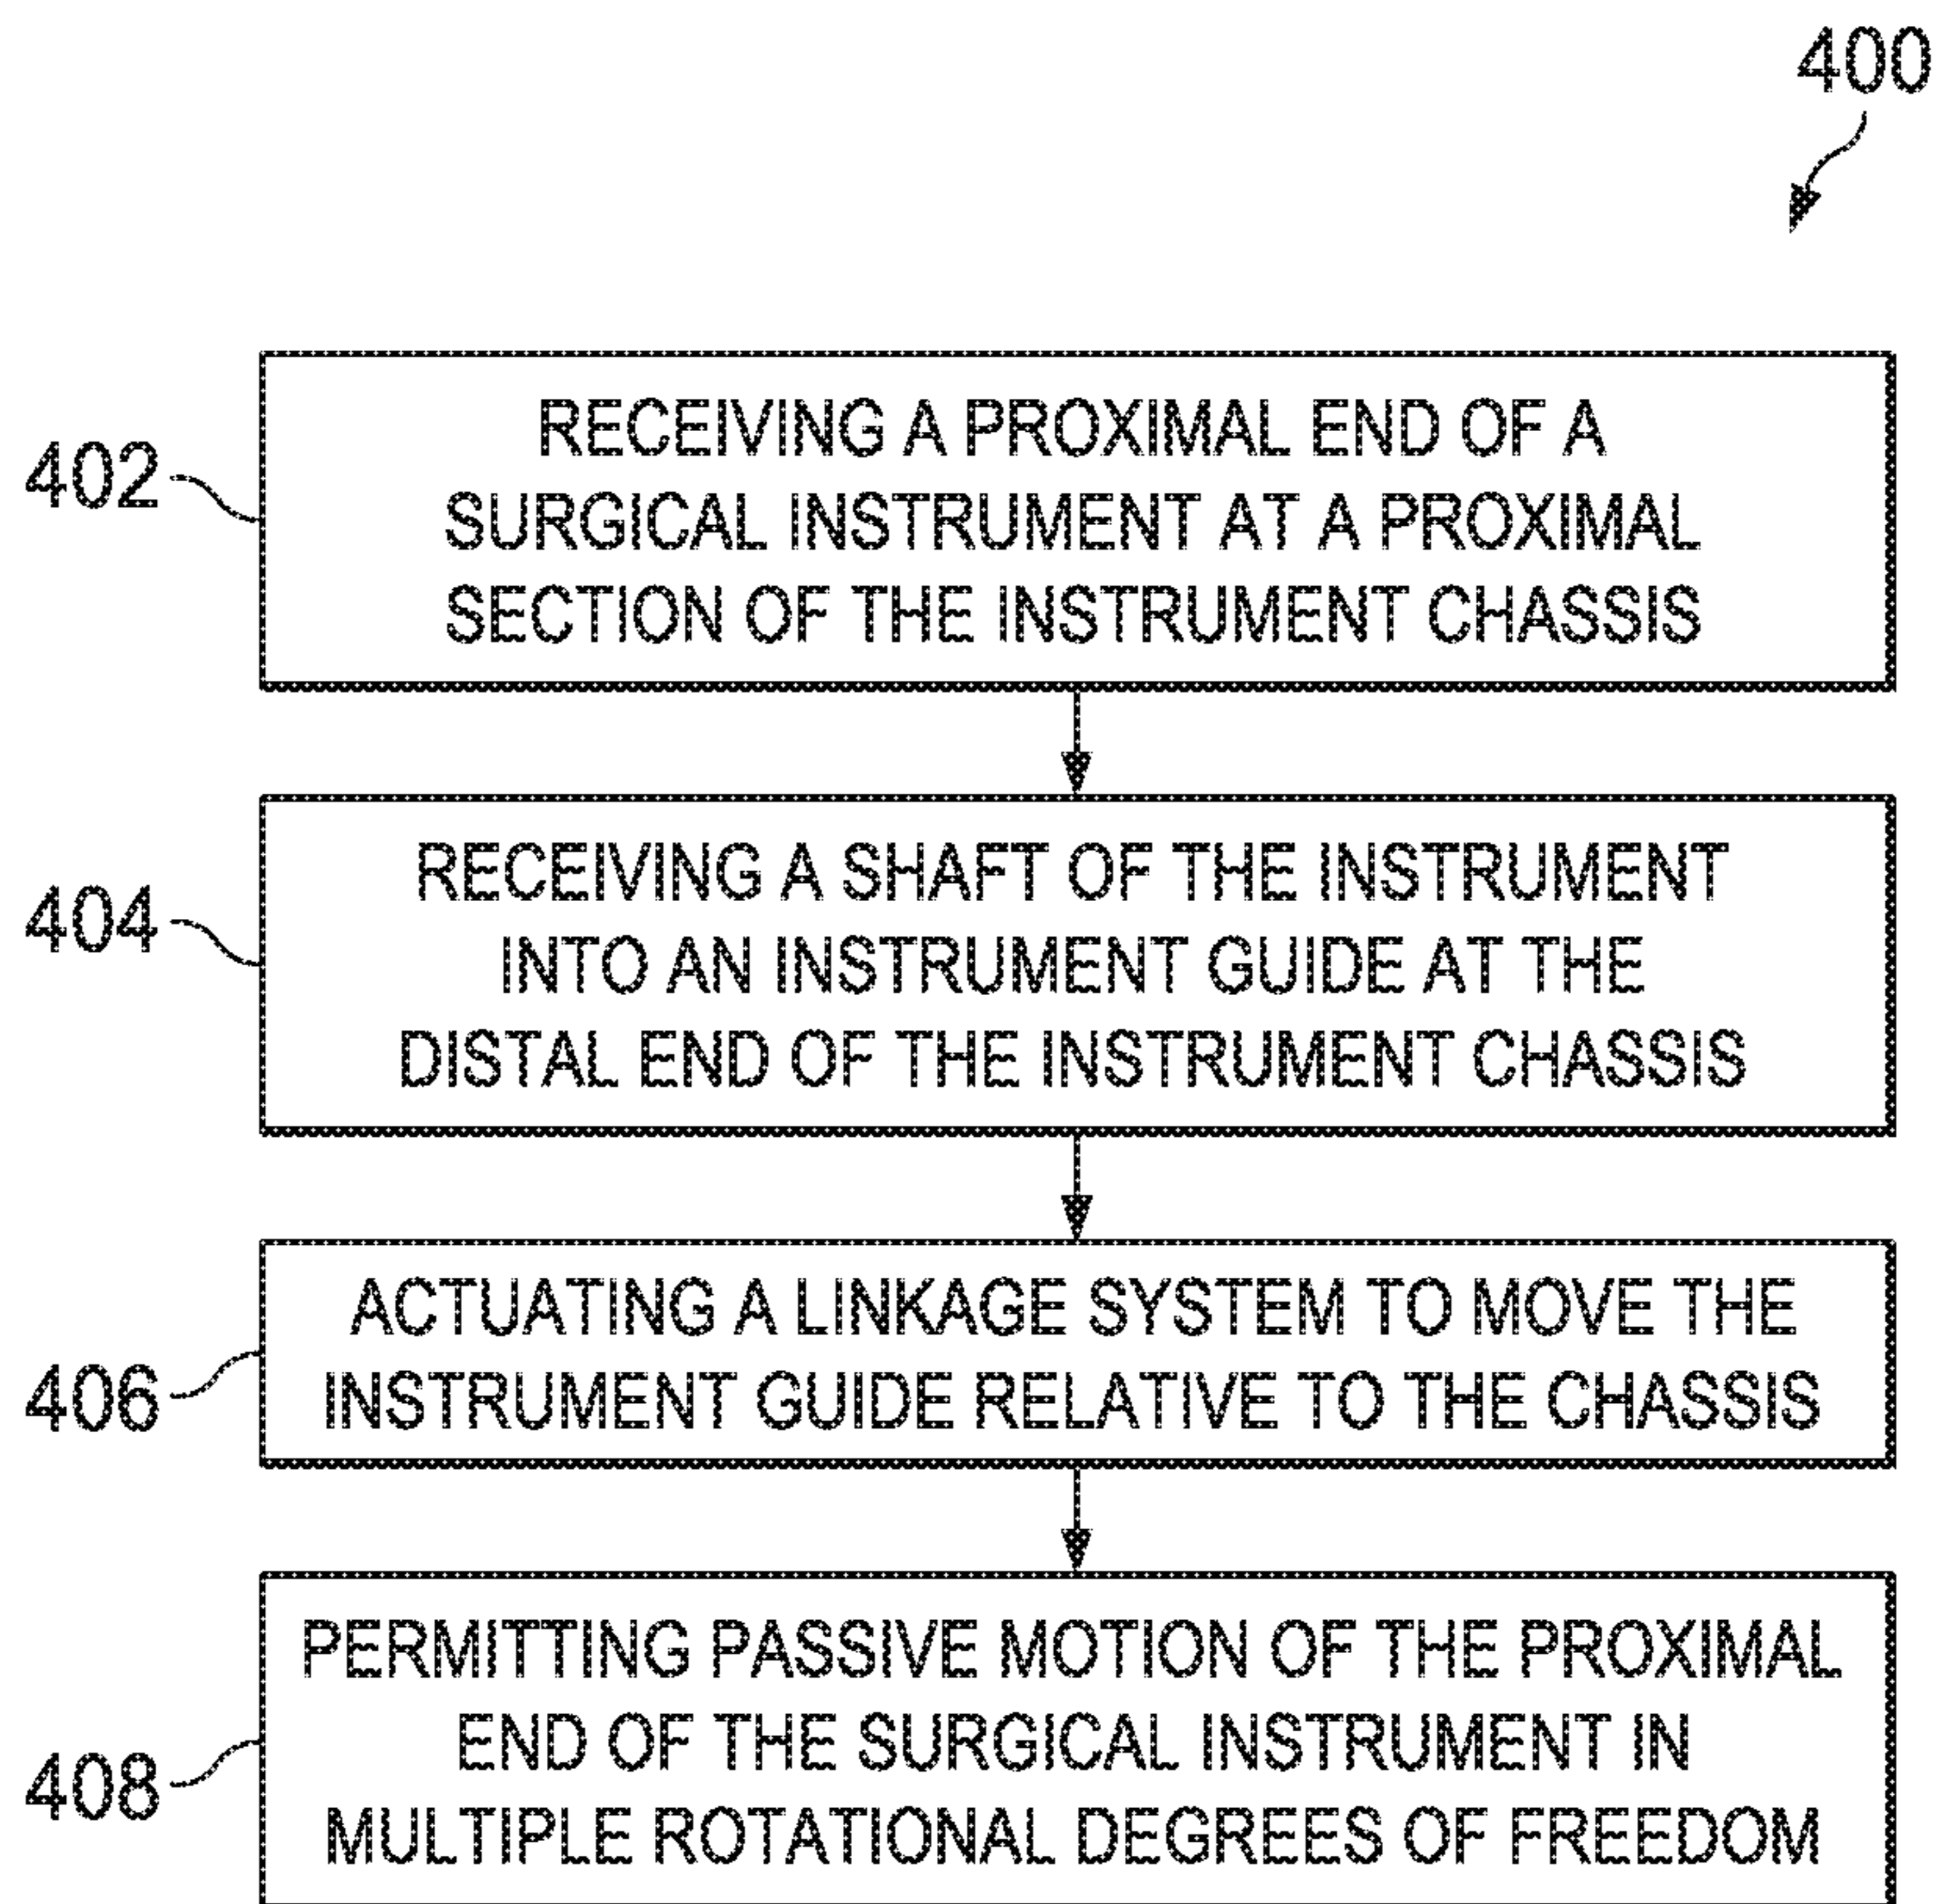 400
402
RECEIVING A PROXIMAL END OF A
SURGICAL INSTRUMENT AT A PROXIMAL
SECTION OF THE INSTRUMENT CHASSIS
404
RECEIVING A SHAFT OF THE INSTRUMENT
INTO AN INSTRUMENT GUIDE AT THE
DISTAL END OF THE INSTRUMENT CHASSIS
406
ACTUATING A LINKAGE SYSTEM TO MOVE THE
INSTRUMENT GUIDE RELATIVE TO THE CHASSIS
408
PERMITTING PASSIVE MOTION OF THE PROXIMAL
END OF THE SURGICAL INSTRUMENT IN
MULTIPLE ROTATIONAL DEGREES OF FREEDOM